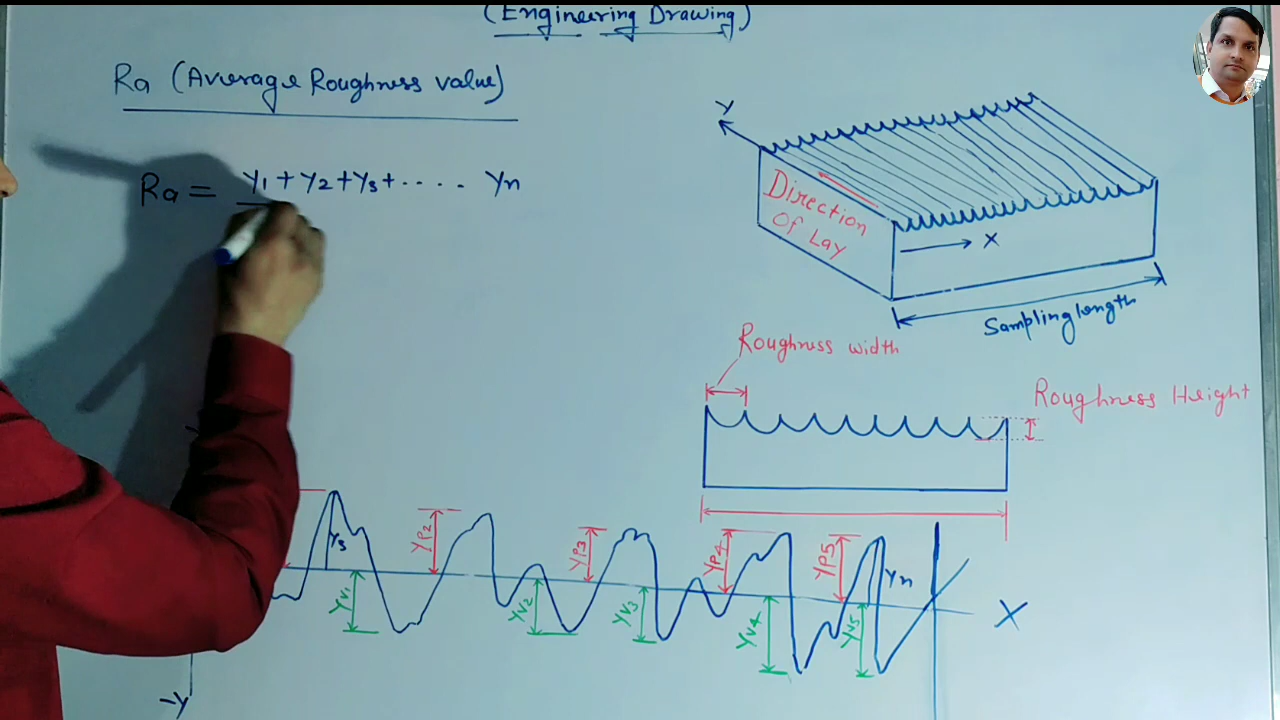 (Engineering Drawing)
Ra (Average Roughness value)
Ra = y1 + y2 + y3 + .... yn
Y
Direction
Of Lay
X
Sampling length
Roughness width
Roughness Height
y3
YP2
YP3
YP4
YP5
yn
YV1
YV2
YV3
YV4
YV5
X
-y